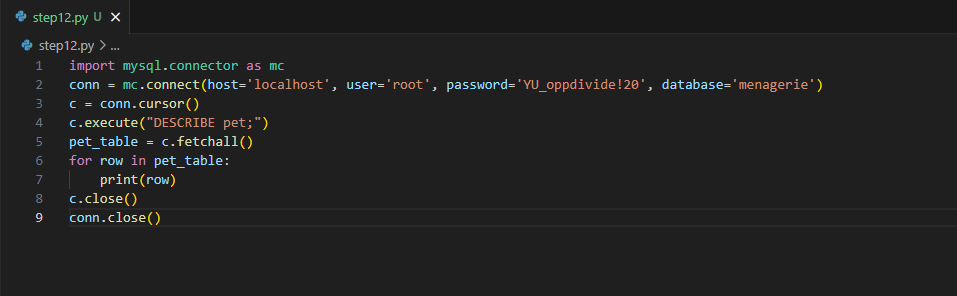 step12.py U
step12.py > ...
1 import mysql.connector as mc
2 conn = mc.connect(host='localhost', user='root', password='YU_oppdivide!20', database='menagerie')
3 c = conn.cursor()
4 c.execute("DESCRIBE pet;")
5 pet_table = c.fetchall()
6 for row in pet_table:
7     print(row)
8 c.close()
9 conn.close()